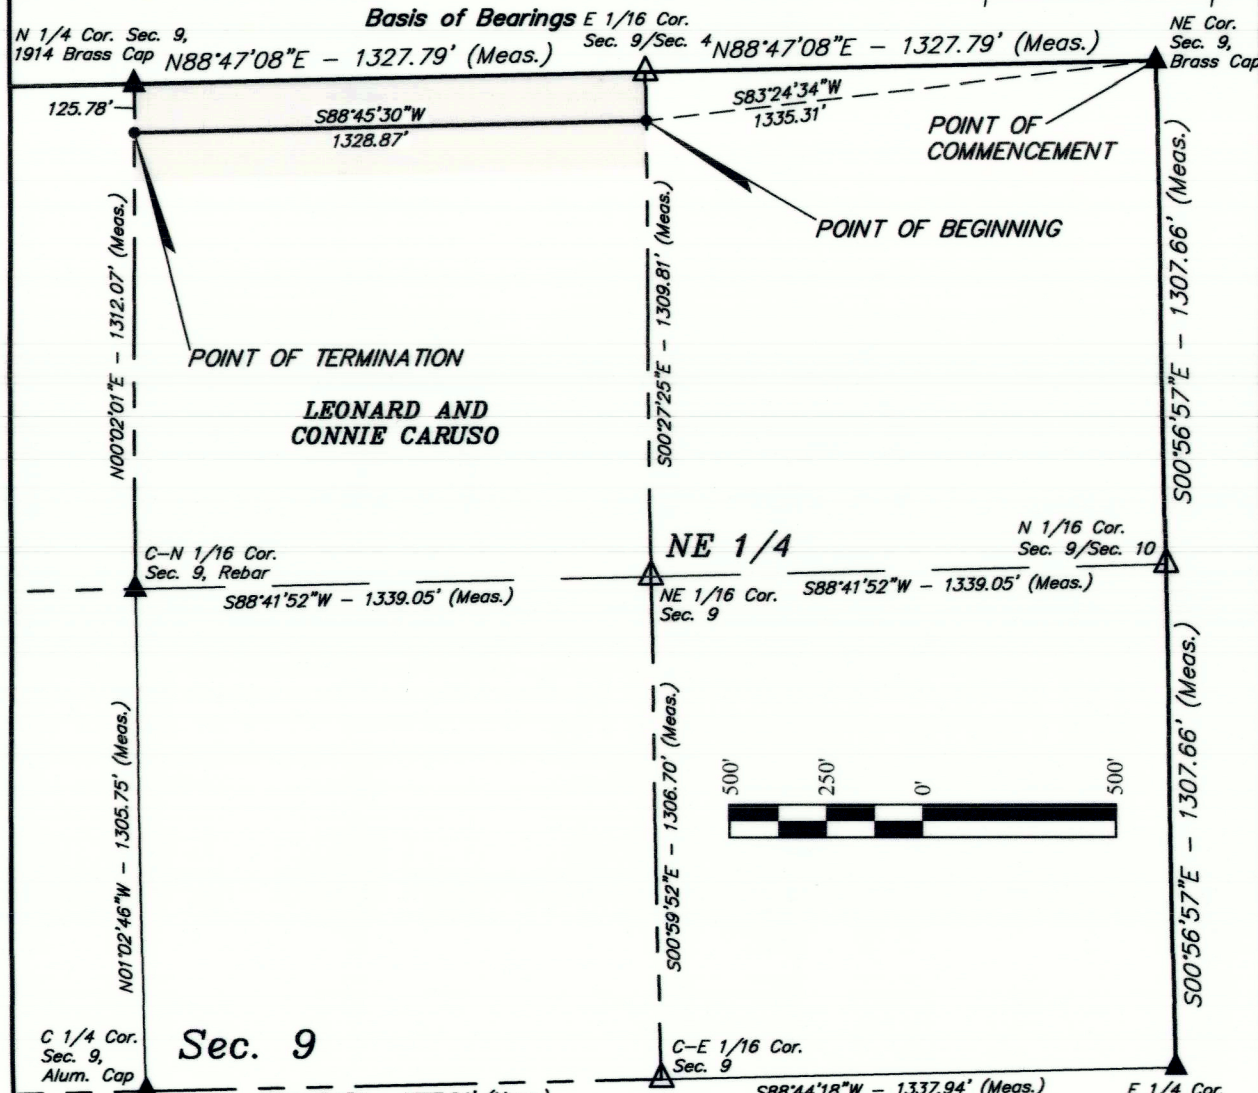 Basis of Bearings
N 1/4 Cor. Sec. 9,
1914 Brass Cap
N88°47'08"E - 1327.79' (Meas.)
E 1/16 Cor.
Sec. 9/Sec. 4
N88°47'08"E - 1327.79' (Meas.)
NE Cor.
Sec. 9,
Brass Cap
125.78'
S88°45'30"W
1328.87'
S83°24'34"W
1335.31'
POINT OF
COMMENCEMENT
POINT OF BEGINNING
POINT OF TERMINATION
N00°02'01"E - 1312.07' (Meas.)
S00°27'25"E - 1309.81' (Meas.)
S00°56'57"E - 1307.66' (Meas.)
LEONARD AND
CONNIE CARUSO
C-N 1/16 Cor.
Sec. 9, Rebar
S88°41'52"W - 1339.05' (Meas.)
NE 1/4
NE 1/16 Cor.
Sec. 9
N 1/16 Cor.
Sec. 9/Sec. 10
S88°41'52"W - 1339.05' (Meas.)
N01°02'46"W - 1305.75' (Meas.)
S00°59'52"E - 1306.70' (Meas.)
500'
250'
0'
500'
S00°56'57"E - 1307.66' (Meas.)
C 1/4 Cor.
Sec. 9,
Alum. Cap
Sec. 9
C-E 1/16 Cor.
Sec. 9
S88°44'18"W - 1337.94' (Meas.)
E 1/4 Cor.